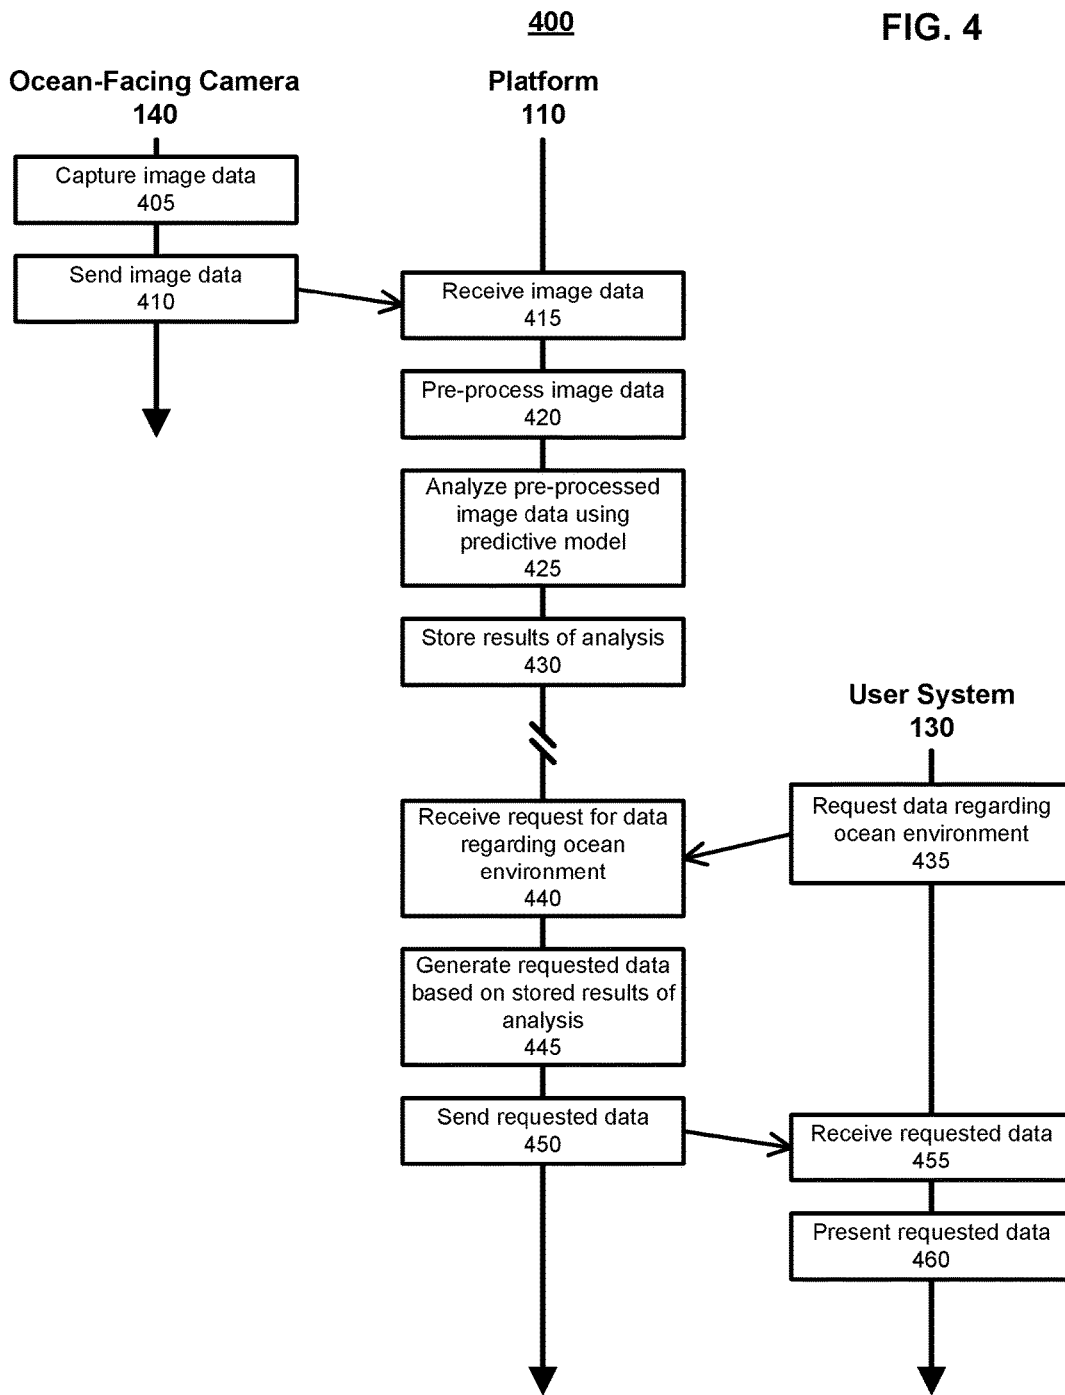 400
FIG. 4
Ocean-Facing Camera
140
Platform
110
Capture image data
405
Send image data
410
Receive image data
415
Pre-process image data
420
Analyze pre-processed
image data using
predictive model
425
Store results of analysis
430
User System
130
Request data regarding
ocean environment
435
Receive request for data
regarding ocean
environment
440
Generate requested data
based on stored results of
analysis
445
Send requested data
450
Receive requested data
455
Present requested data
460